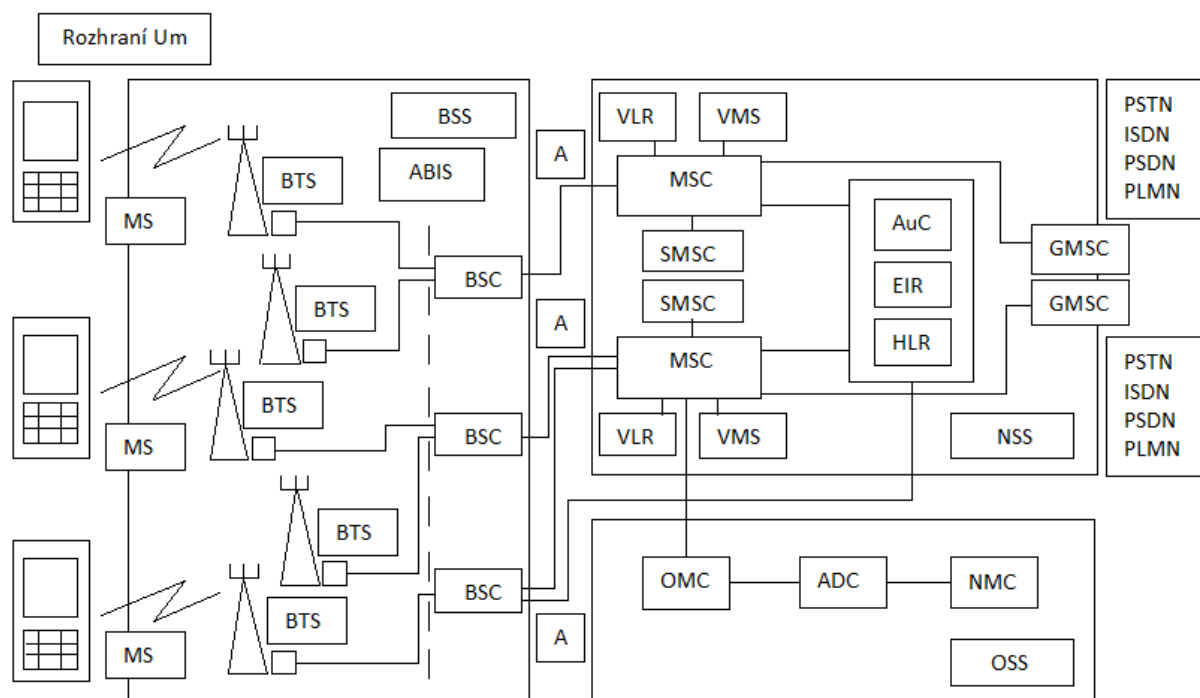 Rozhraní Um
BSS
ABIS
A
VLR
VMS
PSTN
ISDN
PSDN
PLMN
MSC
BTS
MS
AuC
GMSC
SMSC
BSC
EIR
SMSC
GMSC
BTS
A
HLR
MSC
PSTN
ISDN
PSDN
PLMN
BTS
MS
BSC
VLR
VMS
NSS
BTS
OMC
ADC
NMC
BSC
BTS
A
MS
OSS